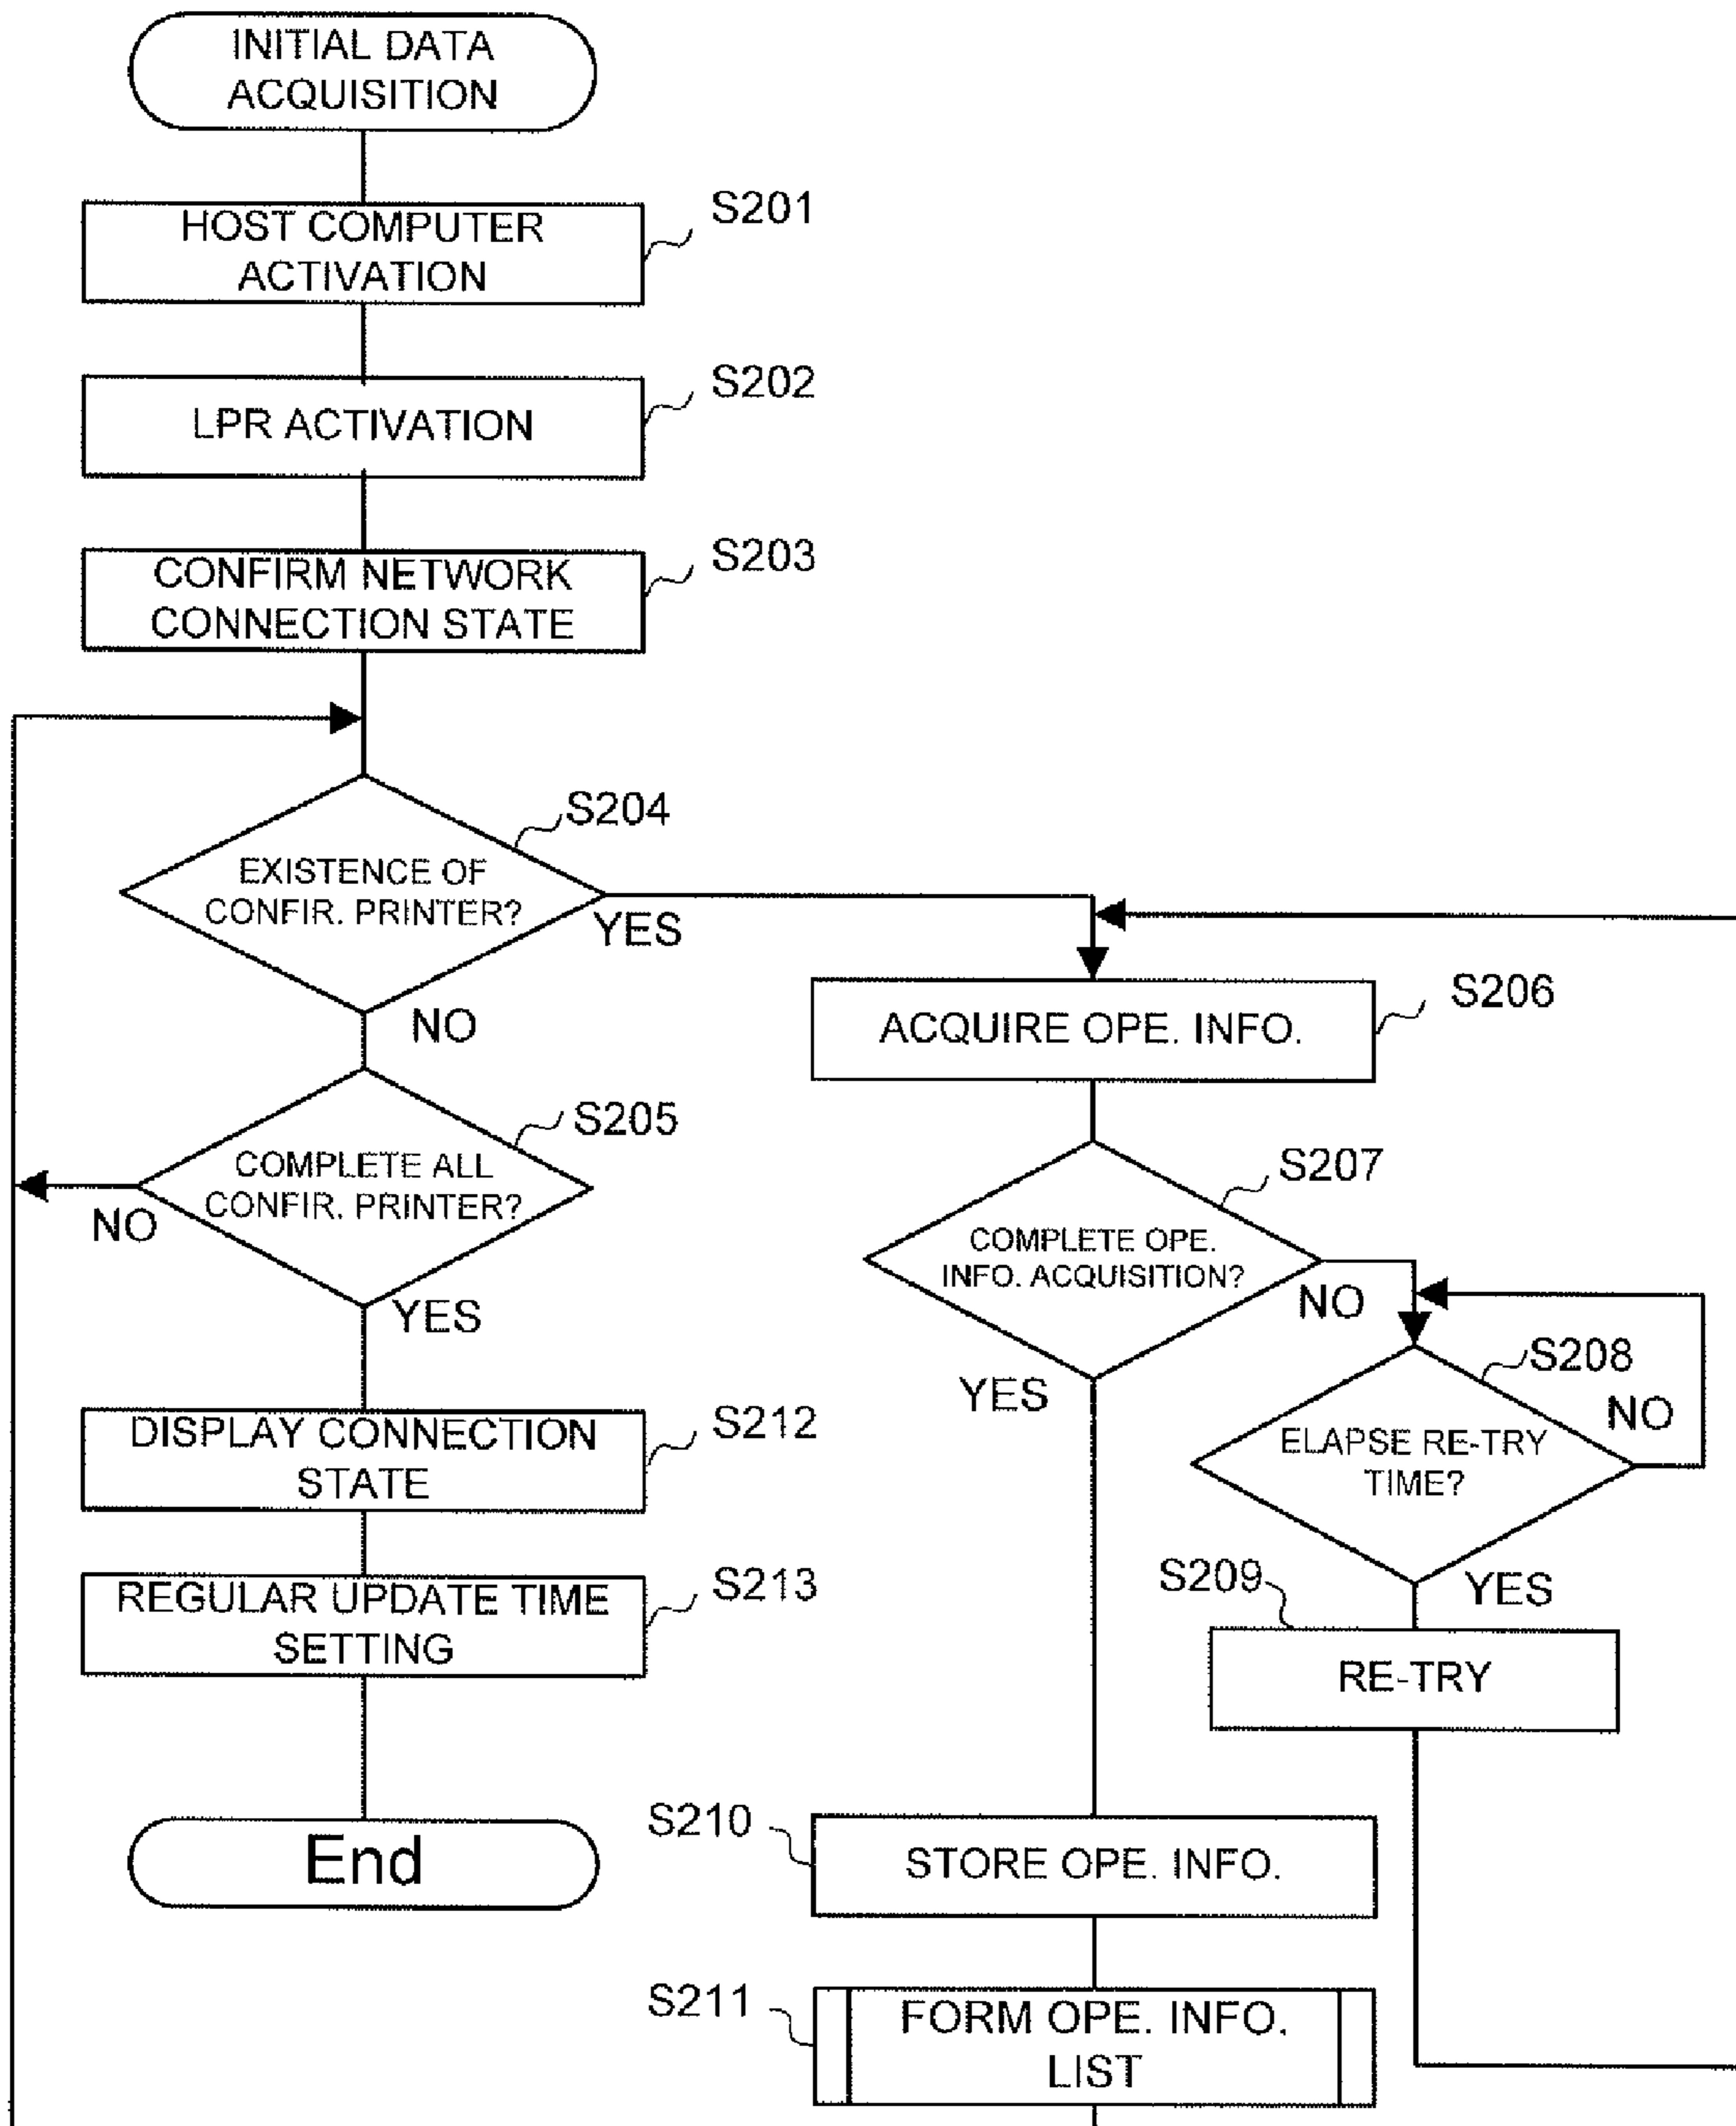 INITIAL DATA
ACQUISITION
S201
HOST COMPUTER
ACTIVATION
S202
LPR ACTIVATION
S203
CONFIRM NETWORK
CONNECTION STATE
S204
EXISTENCE OF
CONFIR. PRINTER?
YES
NO
S205
COMPLETE ALL
CONFIR. PRINTER?
NO
YES
S212
DISPLAY CONNECTION
STATE
S213
REGULAR UPDATE TIME
SETTING
End
S206
ACQUIRE OPE. INFO.
S207
COMPLETE OPE.
INFO. ACQUISITION?
NO
YES
S208
ELAPSE RE-TRY
TIME?
NO
YES
S209
RE-TRY
S210
STORE OPE. INFO.
S211
FORM OPE. INFO.
LIST